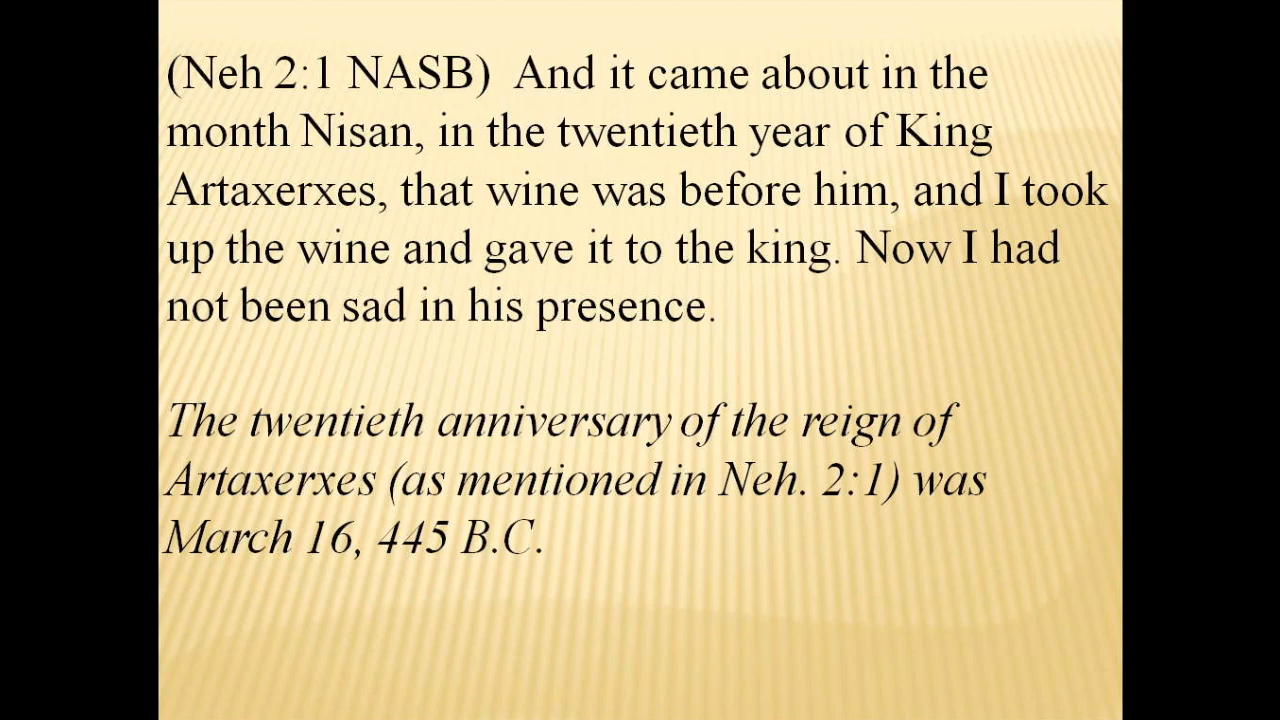 (Neh 2:1 NASB)  And it came about in the
month Nisan, in the twentieth year of King
Artaxerxes, that wine was before him, and I took
up the wine and gave it to the king. Now I had
not been sad in his presence.
The twentieth anniversary of the reign of
Artaxerxes (as mentioned in Neh. 2:1) was
March 16, 445 B.C.